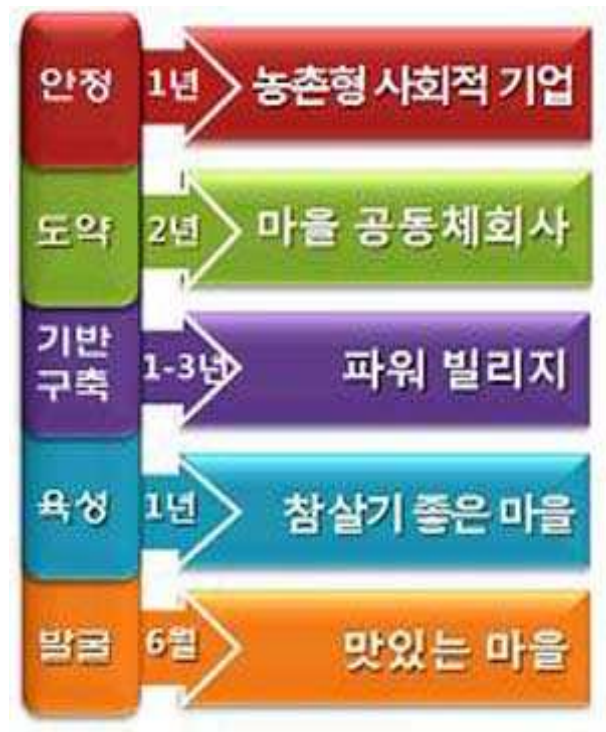 안정 1년 농촌형 사회적 기업
도약 2년 마을 공동체회사
기반
구축 1-3년 파워 빌리지
육성 1년 참 살기 좋은 마을
발굴 6월 맛있는 마을